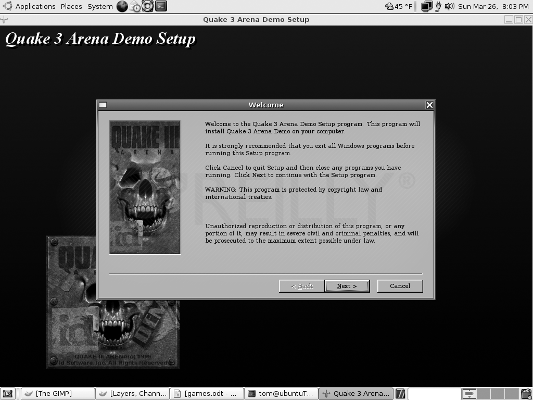 Applications Places System 45 °F Sun Mar 26, 8:03 PM
Quake 3 Arena Demo Setup
Quake 3 Arena Demo Setup
Welcome
Welcome to the Quake 3 Arena Demo Setup program. This program will
install Quake 3 Arena Demo on your computer.
It is strongly recommended that you exit all Windows programs before
running this Setup program.
Click Cancel to quit Setup and then close any programs you have
running. Click Next to continue with the Setup program.
WARNING: This program is protected by copyright law and
international treaties.
Unauthorized reproduction or distribution of this program, or any
portion of it, may result in severe civil and criminal penalties, and will
be prosecuted to the maximum extent possible under law.
< Back Next > Cancel
QUAKE III
[The GIMP] [Layers, Chann... [games.odt - ... tom@ubuntuT... Quake 3 Arena...